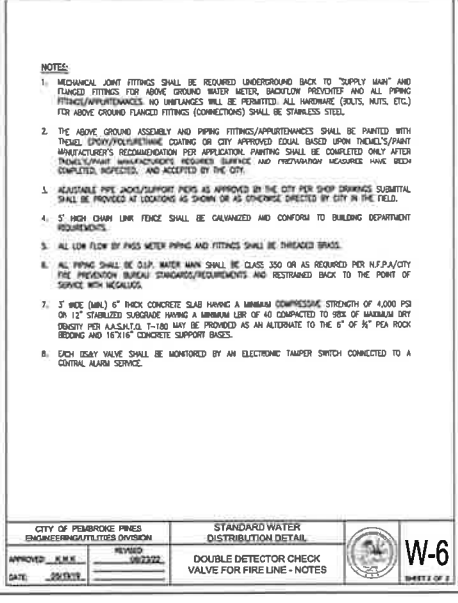 NOTES:
1. MECHANICAL JOINT FITTINGS SHALL BE REQUIRED UNDERGROUND BACK TO "SUPPLY MAIN" AND
FLANGED FITTINGS FOR ABOVE GROUND WATER METER, BACKFLOW PREVENTER AND ALL PIPING
FITTINGS/APPURTENANCES. NO UNIFLANGES WILL BE PERMITTED. ALL HARDWARE (BOLTS, NUTS, ETC.)
FOR ABOVE GROUND FLANGED FITTINGS (CONNECTIONS) SHALL BE STAINLESS STEEL.
2. THE ABOVE GROUND ASSEMBLY AND PIPING FITTINGS/APPURTENANCES SHALL BE PAINTED WITH
TNEMEL EPOXY/POLYURETHANE COATING OR CITY APPROVED EQUAL BASED UPON TNEMEL'S/PAINT
MANUFACTURER'S RECOMMENDATION PER APPLICATION. PAINTING SHALL BE COMPLETED ONLY AFTER
TNEMEL'S/PAINT MANUFACTURER'S REQUIRED SURFACE AND PREPARATION MEASURES HAVE BEEN
COMPLETED, INSPECTED, AND ACCEPTED BY THE CITY.
3. ADJUSTABLE PIPE JACKS/SUPPORT PIERS AS APPROVED BY THE CITY PER SHOP DRAWINGS SUBMITTAL
SHALL BE PROVIDED AT LOCATIONS AS SHOWN OR AS OTHERWISE DIRECTED BY CITY IN THE FIELD.
4. 5' HIGH CHAIN LINK FENCE SHALL BE GALVANIZED AND CONFORM TO BUILDING DEPARTMENT
REQUIREMENTS.
5. ALL LOW FLOW BY PASS METER PIPING AND FITTINGS SHALL BE THREADED BRASS.
6. ALL PIPING SHALL BE D.I.P. WATER MAIN SHALL BE CLASS 350 OR AS REQUIRED PER N.F.P.A/CITY
FIRE PREVENTION BUREAU STANDARDS/REQUIREMENTS AND RESTRAINED BACK TO THE POINT OF
SERVICE WITH MEGALUGS.
7. 3' WIDE (MIN.) 6" THICK CONCRETE SLAB HAVING A MINIMUM COMPRESSIVE STRENGTH OF 4,000 PSI
OR 12" STABILIZED SUBGRADE HAVING A MINIMUM LBR OF 40 COMPACTED TO 98% OF MAXIMUM DRY
DENSITY PER A.A.S.H.T.O. T-180 MAY BE PROVIDED AS AN ALTERNATE TO THE 6" OF ¾" PEA ROCK
BEDDING AND 16"X16" CONCRETE SUPPORT BASES.
8. EACH OS&Y VALVE SHALL BE MONITORED BY AN ELECTRONIC TAMPER SWITCH CONNECTED TO A
CENTRAL ALARM SERVICE.
CITY OF PEMBROKE PINES
ENGINEERING/UTILITIES DIVISION
STANDARD WATER
DISTRIBUTION DETAIL
APPROVED: K.M.K
REVISED
06/23/22
DATE:
DOUBLE DETECTOR CHECK
VALVE FOR FIRE LINE - NOTES
W-6
SHEET 2 OF 2